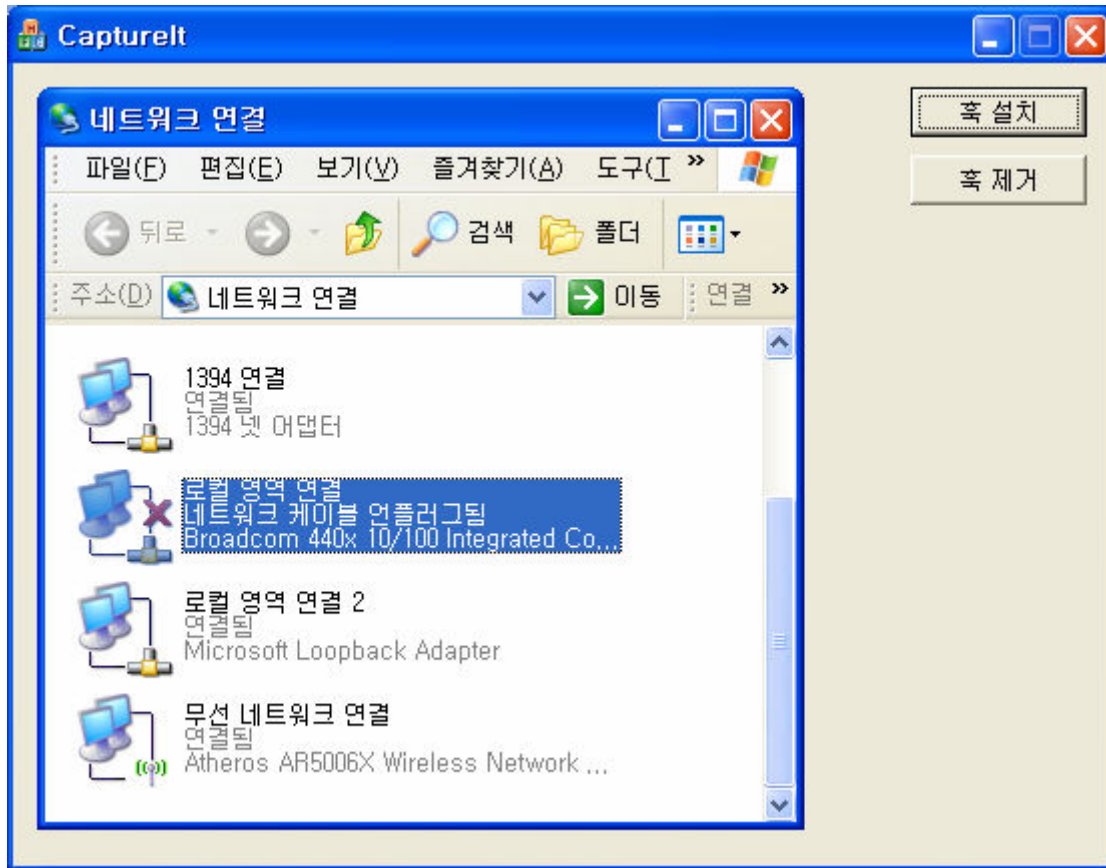 CaptureIt
네트워크 연결
훅 설치
훅 제거
파일(F) 편집(E) 보기(V) 즐겨찾기(A) 도구(T »
뒤로 검색 폴더
주소(D) 네트워크 연결 이동 연결 »
1394 연결
연결됨
1394 넷 어댑터
로컬 영역 연결
네트워크 케이블 언플러그됨
Broadcom 440x 10/100 Integrated Co...
로컬 영역 연결 2
연결됨
Microsoft Loopback Adapter
무선 네트워크 연결
연결됨
Atheros AR5006X Wireless Network ...